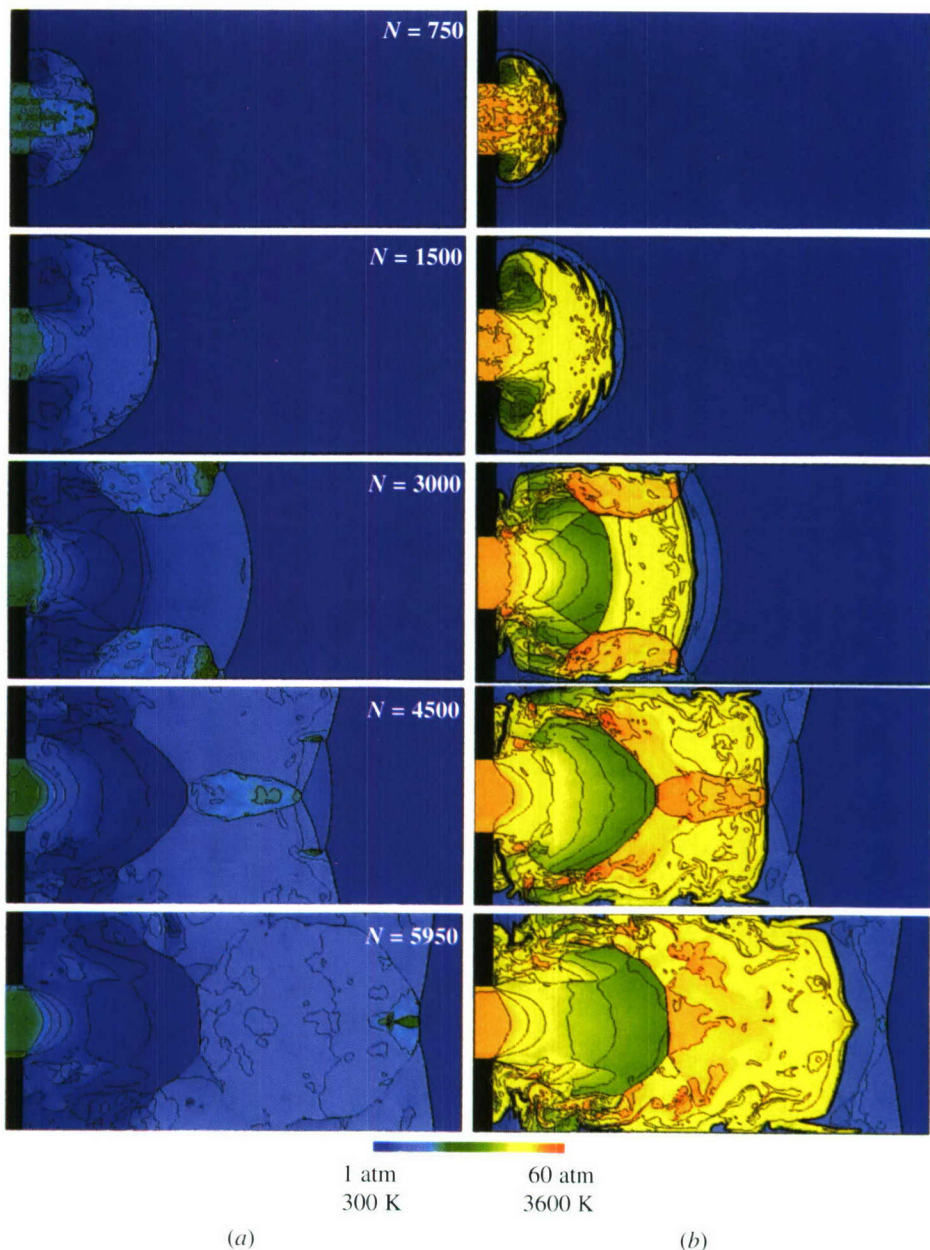 N = 750
N = 1500
N = 3000
N = 4500
N = 5950
1 atm 60 atm
300 K 3600 K
(a) (b)